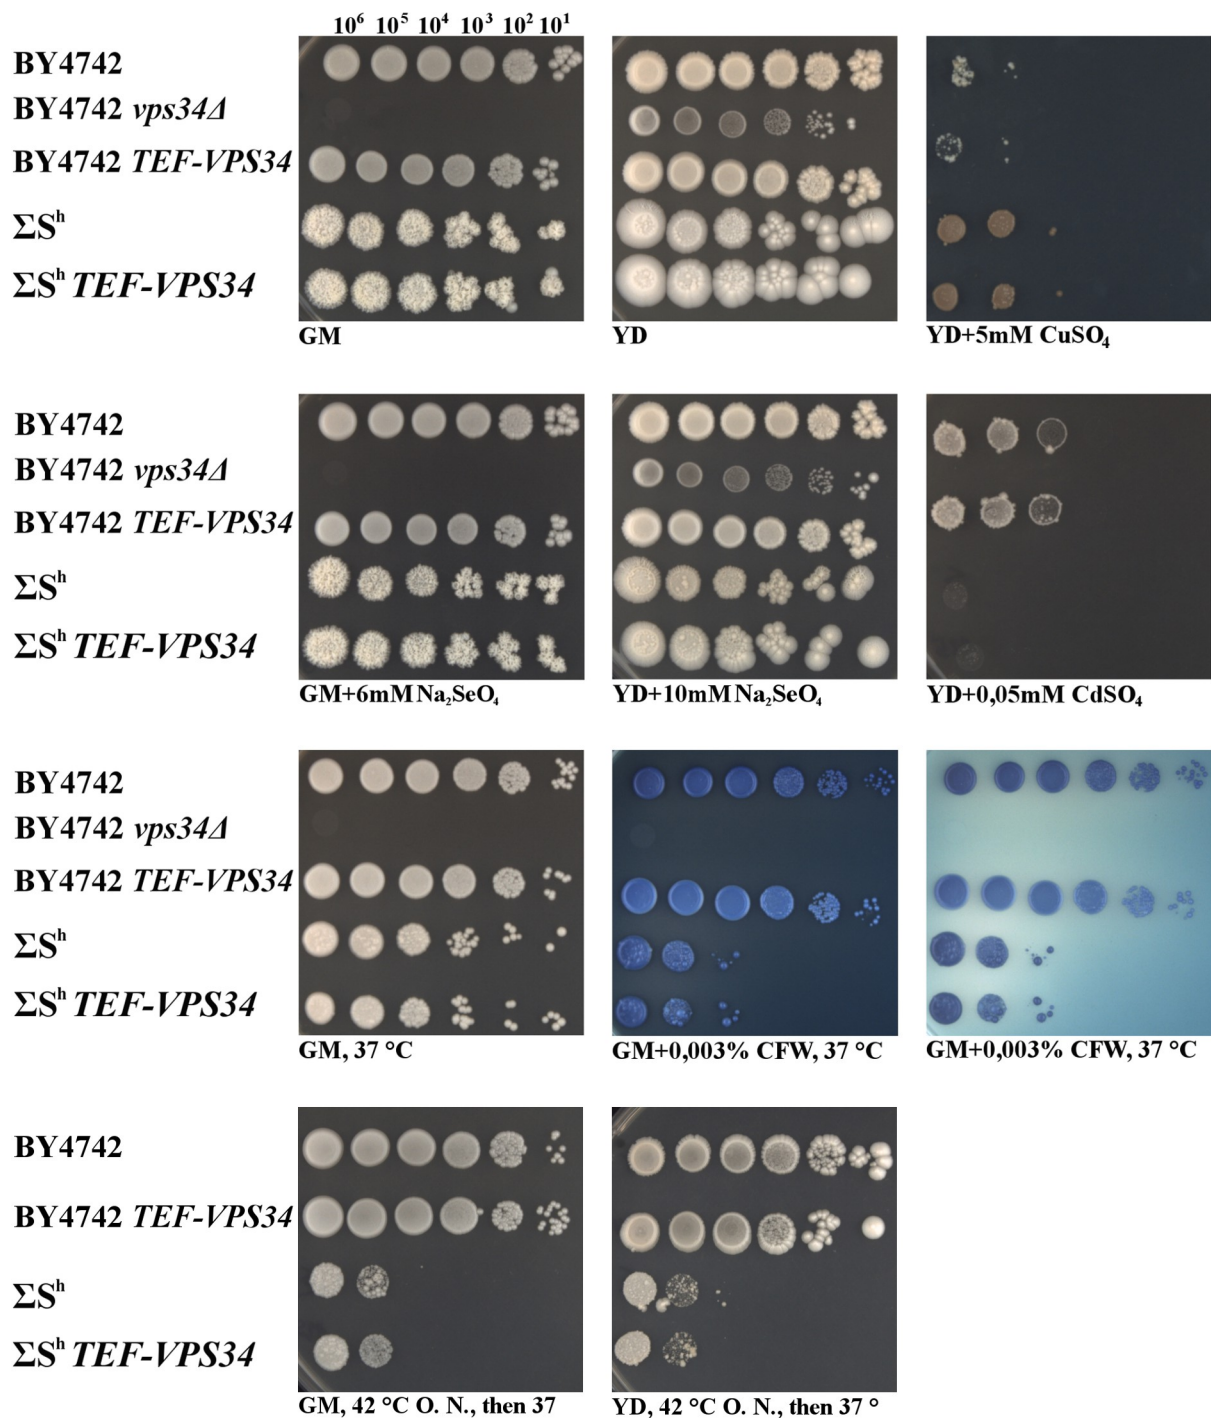 10⁶ 10⁵ 10⁴ 10³ 10² 10¹
BY4742
BY4742 vps34Δ
BY4742 TEF-VPS34
ΣSʰ
ΣSʰ TEF-VPS34
GM
YD
YD+5mM CuSO₄
BY4742
BY4742 vps34Δ
BY4742 TEF-VPS34
ΣSʰ
ΣSʰ TEF-VPS34
GM+6mM Na₂SeO₄
YD+10mM Na₂SeO₄
YD+0,05mM CdSO₄
BY4742
BY4742 vps34Δ
BY4742 TEF-VPS34
ΣSʰ
ΣSʰ TEF-VPS34
GM, 37 °C
GM+0,003% CFW, 37 °C
GM+0,003% CFW, 37 °C
BY4742
BY4742 TEF-VPS34
ΣSʰ
ΣSʰ TEF-VPS34
GM, 42 °C O. N., then 37
YD, 42 °C O. N., then 37 °